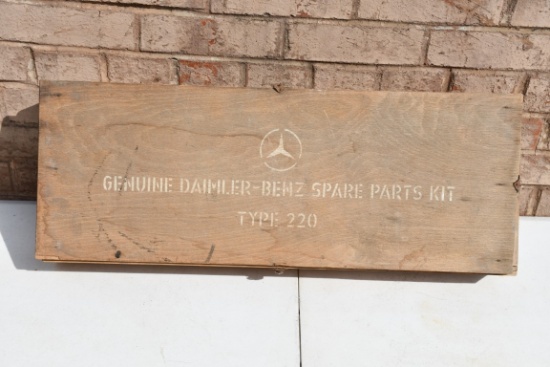 GENUINE DAIMLER-BENZ SPARE PARTS KIT
TYPE 220